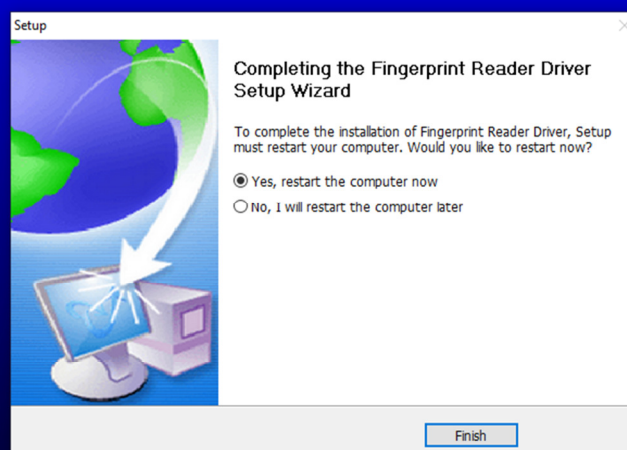 Setup
Completing the Fingerprint Reader Driver
Setup Wizard
To complete the installation of Fingerprint Reader Driver, Setup
must restart your computer. Would you like to restart now?
Yes, restart the computer now
No, I will restart the computer later
Finish